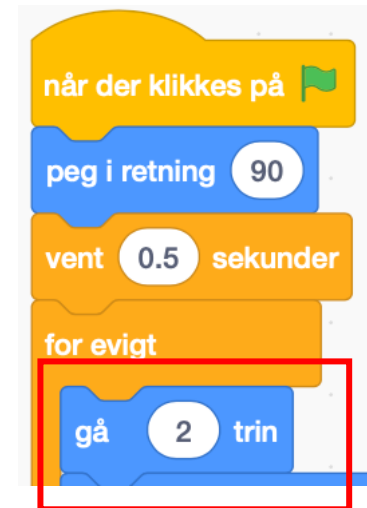 når der klikkes på
peg i retning 90
vent 0.5 sekunder
for evigt
gå 2 trin